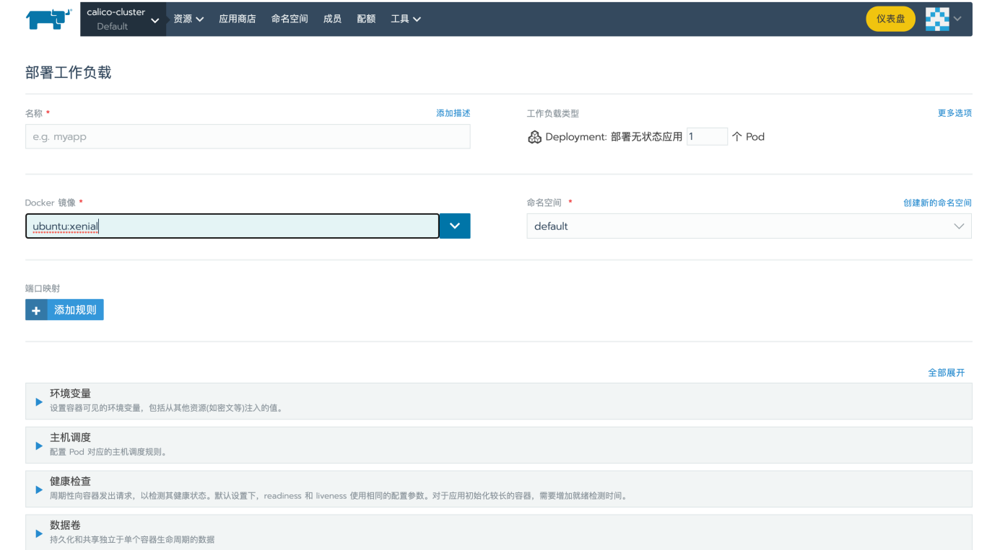 calico-cluster
Default
资源
应用商店
命名空间
成员
配额
工具
仪表盘
部署工作负载
名称 *
添加描述
e.g. myapp
工作负载类型
更多选项
Deployment: 部署无状态应用 1 个 Pod
Docker 镜像 *
ubuntu:xenial
命名空间 *
创建新的命名空间
default
端口映射
+ 添加规则
全部展开
环境变量
设置容器可见的环境变量，包括从其他资源(如密文等)注入的值。
主机调度
配置 Pod 对应的主机调度规则。
健康检查
周期性向容器发出请求，以检测其健康状态。默认设置下，readiness 和 liveness 使用相同的配置参数。对于应用初始化较长的容器，需要增加就绪检测时间。
数据卷
持久化和共享独立于单个容器生命周期的数据